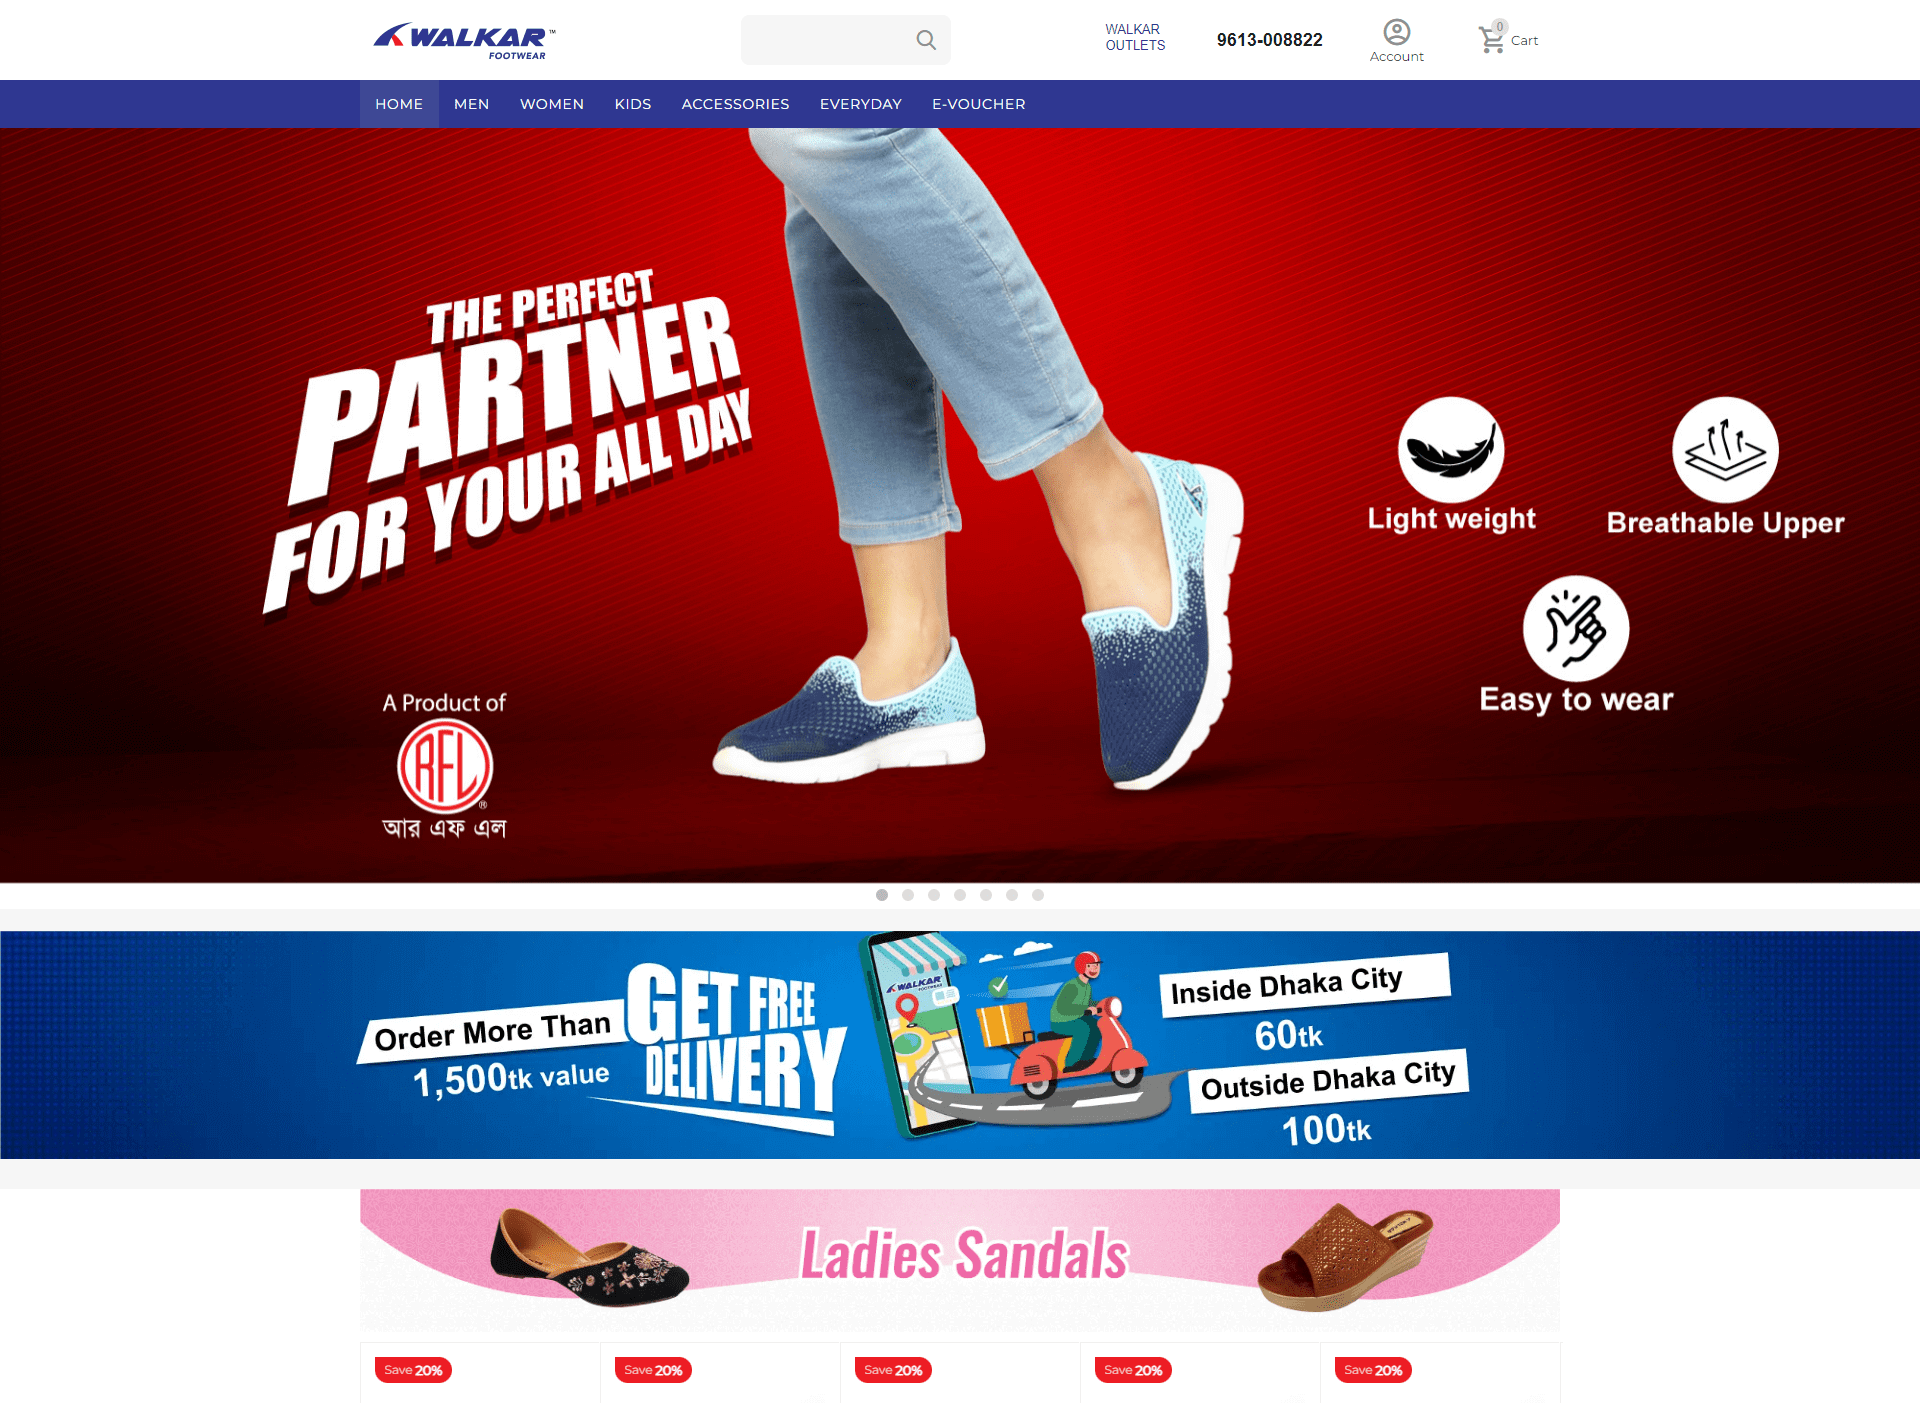 WALKAR™
FOOTWEAR
WALKAR
OUTLETS
9613-008822
Account
0
Cart
HOME
MEN
WOMEN
KIDS
ACCESSORIES
EVERYDAY
E-VOUCHER
THE PERFECT
PARTNER
FOR YOUR ALL DAY
Light weight
Breathable Upper
Easy to wear
A Product of
RFL®
আর এফ এল
Order More Than
1,500tk value
GET FREE
DELIVERY
WALKAR
FOOTWEAR
Inside Dhaka City
60tk
Outside Dhaka City
100tk
Ladies Sandals
Save 20%
Save 20%
Save 20%
Save 20%
Save 20%